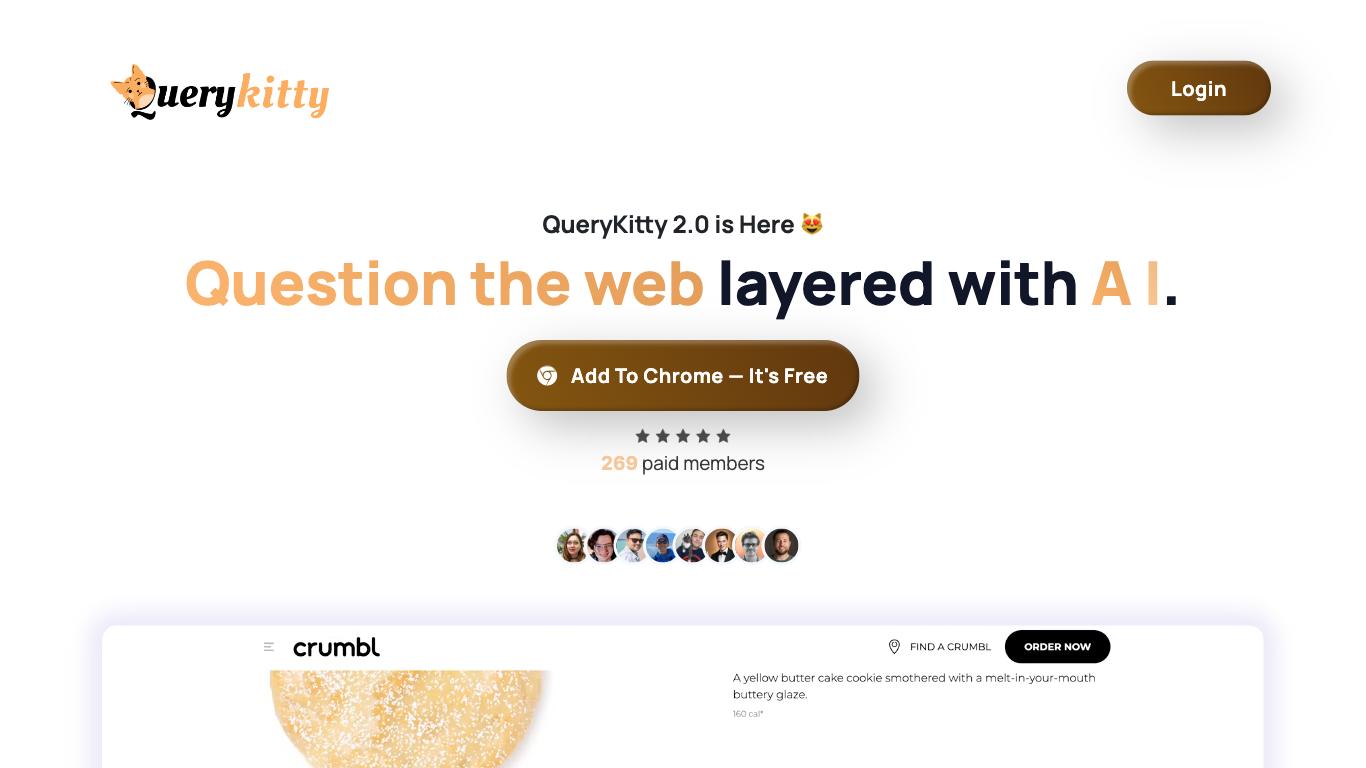 Querykitty
Login
QueryKitty 2.0 is Here
Question the web layered with A I.
Add To Chrome — It's Free
269 paid members
crumbl
FIND A CRUMBL
ORDER NOW
A yellow butter cake cookie smothered with a melt-in-your-mouth
buttery glaze.
160 cal*